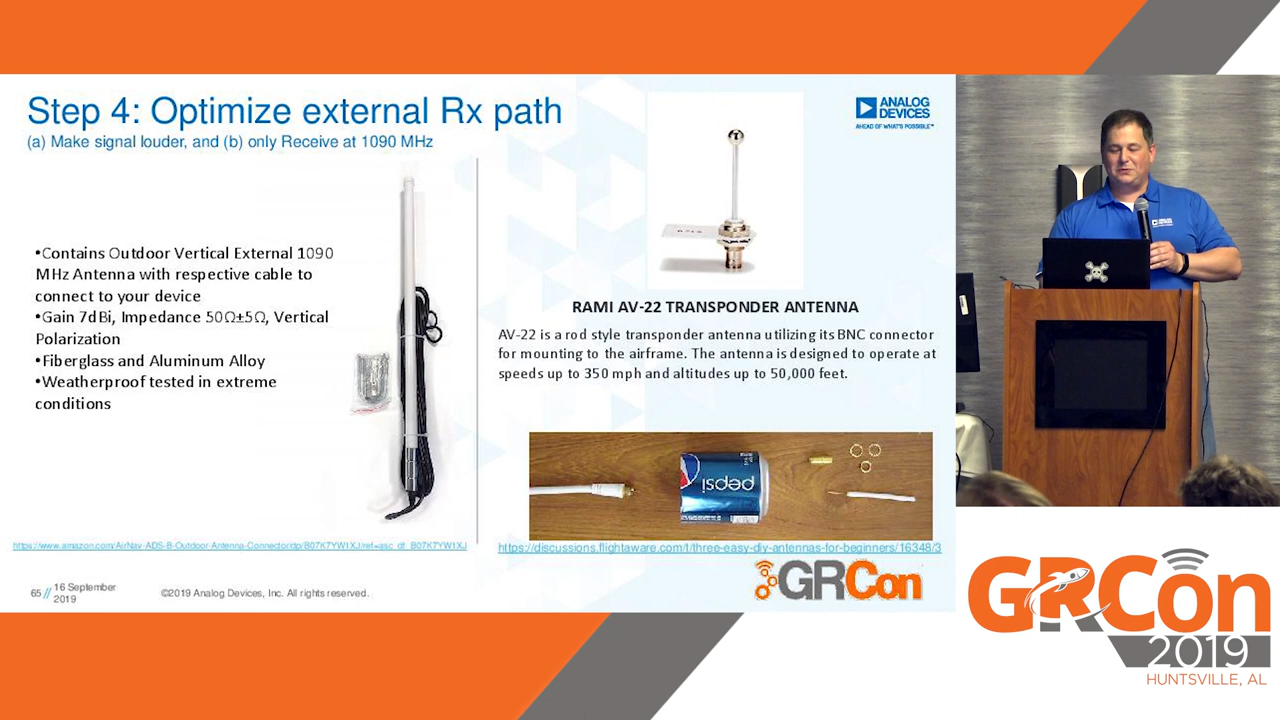 Step 4: Optimize external Rx path
(a) Make signal louder, and (b) only Receive at 1090 MHz
ANALOG
DEVICES
AHEAD OF WHAT'S POSSIBLE™
•Contains Outdoor Vertical External 1090
MHz Antenna with respective cable to
connect to your device
•Gain 7dBi, Impedance 50Ω±5Ω, Vertical
Polarization
•Fiberglass and Aluminum Alloy
•Weatherproof tested in extreme
conditions
RAMI AV-22 TRANSPONDER ANTENNA
AV-22 is a rod style transponder antenna utilizing its BNC connector
for mounting to the airframe. The antenna is designed to operate at
speeds up to 350 mph and altitudes up to 50,000 feet.
pepsi
https://www.amazon.com/AirNav-ADS-B-Outdoor-Antenna-Connector/dp/B07K7YW1XJ/ref=asc_df_B07K7YW1XJ
https://discussions.flightaware.com/t/three-easy-diy-antennas-for-beginners/16348/3
65 // 16 September
2019
©2019 Analog Devices, Inc. All rights reserved.
GRCon
GRCon
2019
HUNTSVILLE, AL